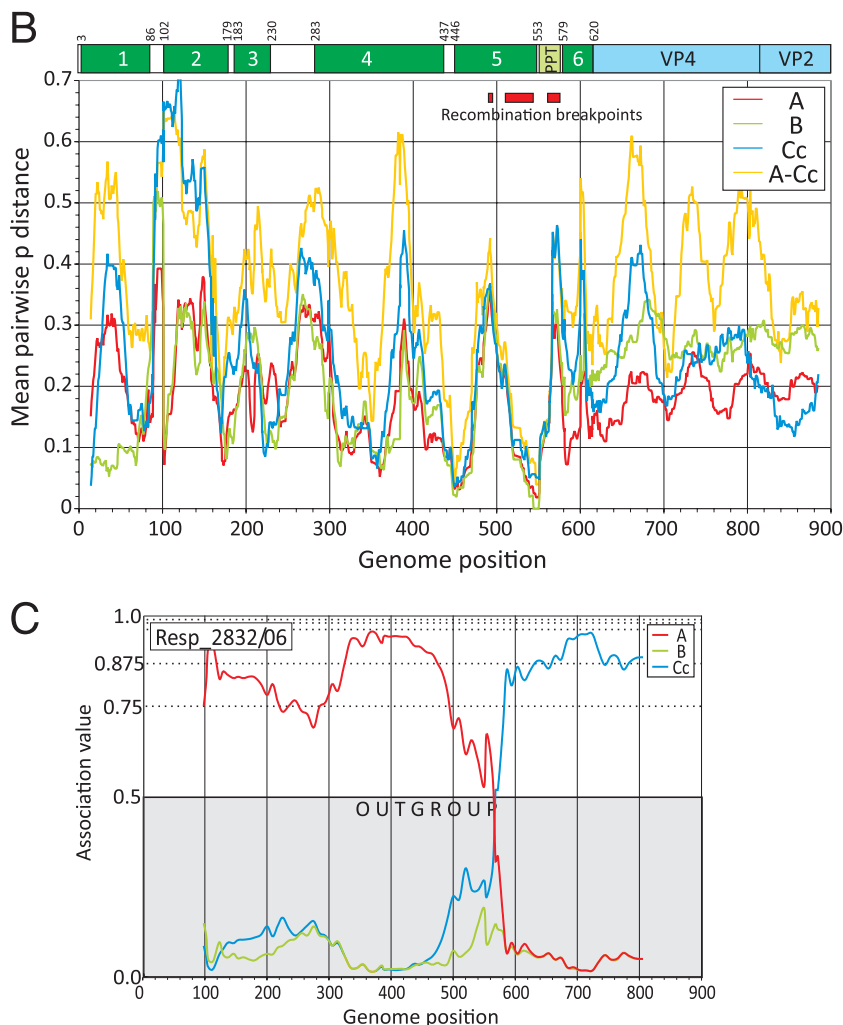 B
3 86 102 179 183 230 283 437 446 553 579 620
1 2 3 4 5 PPT 6 VP4 VP2
0.7
0.6
0.5
0.4
0.3
0.2
0.1
0
Mean pairwise p distance
Recombination breakpoints
A
B
Cc
A-Cc
0 100 200 300 400 500 600 700 800 900
Genome position
C
Resp_2832/06
A
B
Cc
1.0
0.875
0.75
0.5
0.0
Association value
OUTGROUP
0 100 200 300 400 500 600 700 800 900
Genome position